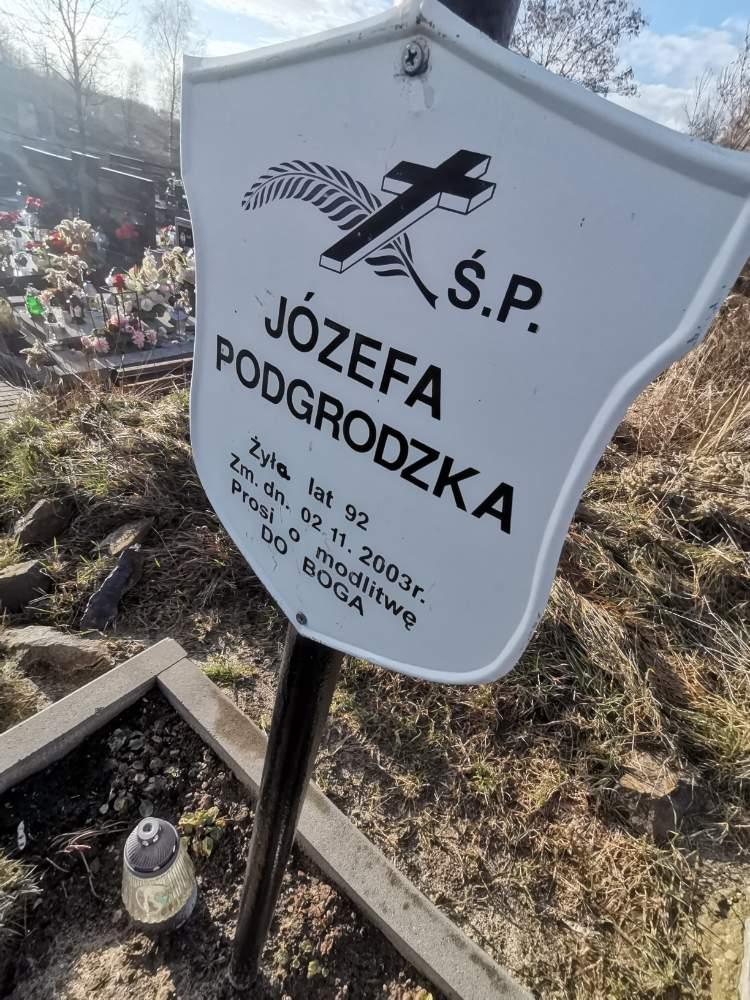 Ś.P.
JÓZEFA
PODGRODZKA
Żyła lat 92
Zm. dn. 02.11.2003r.
Prosi o modlitwę
DO BOGA